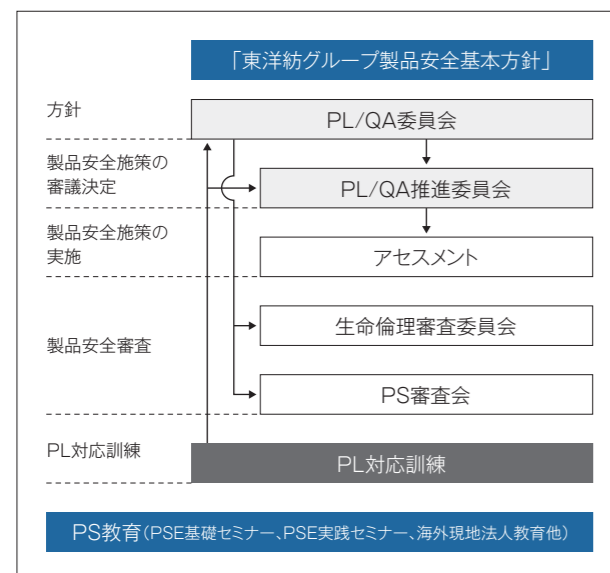 「東洋紡グループ製品安全基本方針」
方針
PL/QA委員会
製品安全施策の
審議決定
PL/QA推進委員会
製品安全施策の
実施
アセスメント
生命倫理審査委員会
製品安全審査
PS審査会
PL対応訓練
PL対応訓練
PS教育(PSE基礎セミナー、PSE実践セミナー、海外現地法人教育他)